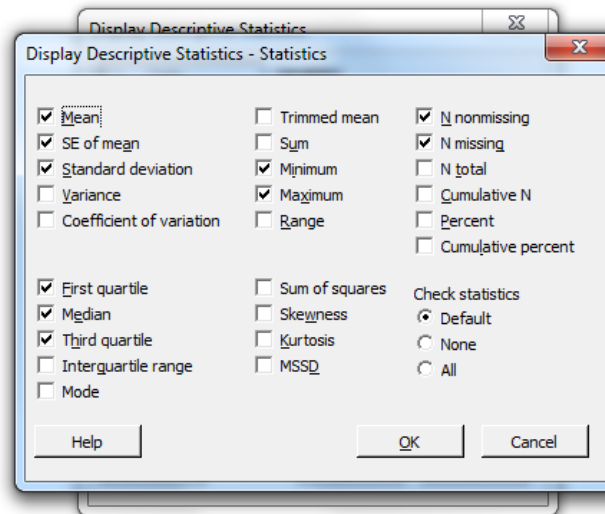 Display Descriptive Statistics
Display Descriptive Statistics - Statistics
Mean
SE of mean
Standard deviation
Variance
Coefficient of variation
First quartile
Median
Third quartile
Interquartile range
Mode
Trimmed mean
Sum
Minimum
Maximum
Range
Sum of squares
Skewness
Kurtosis
MSSD
N nonmissing
N missing
N total
Cumulative N
Percent
Cumulative percent
Check statistics
Default
None
All
Help
OK
Cancel